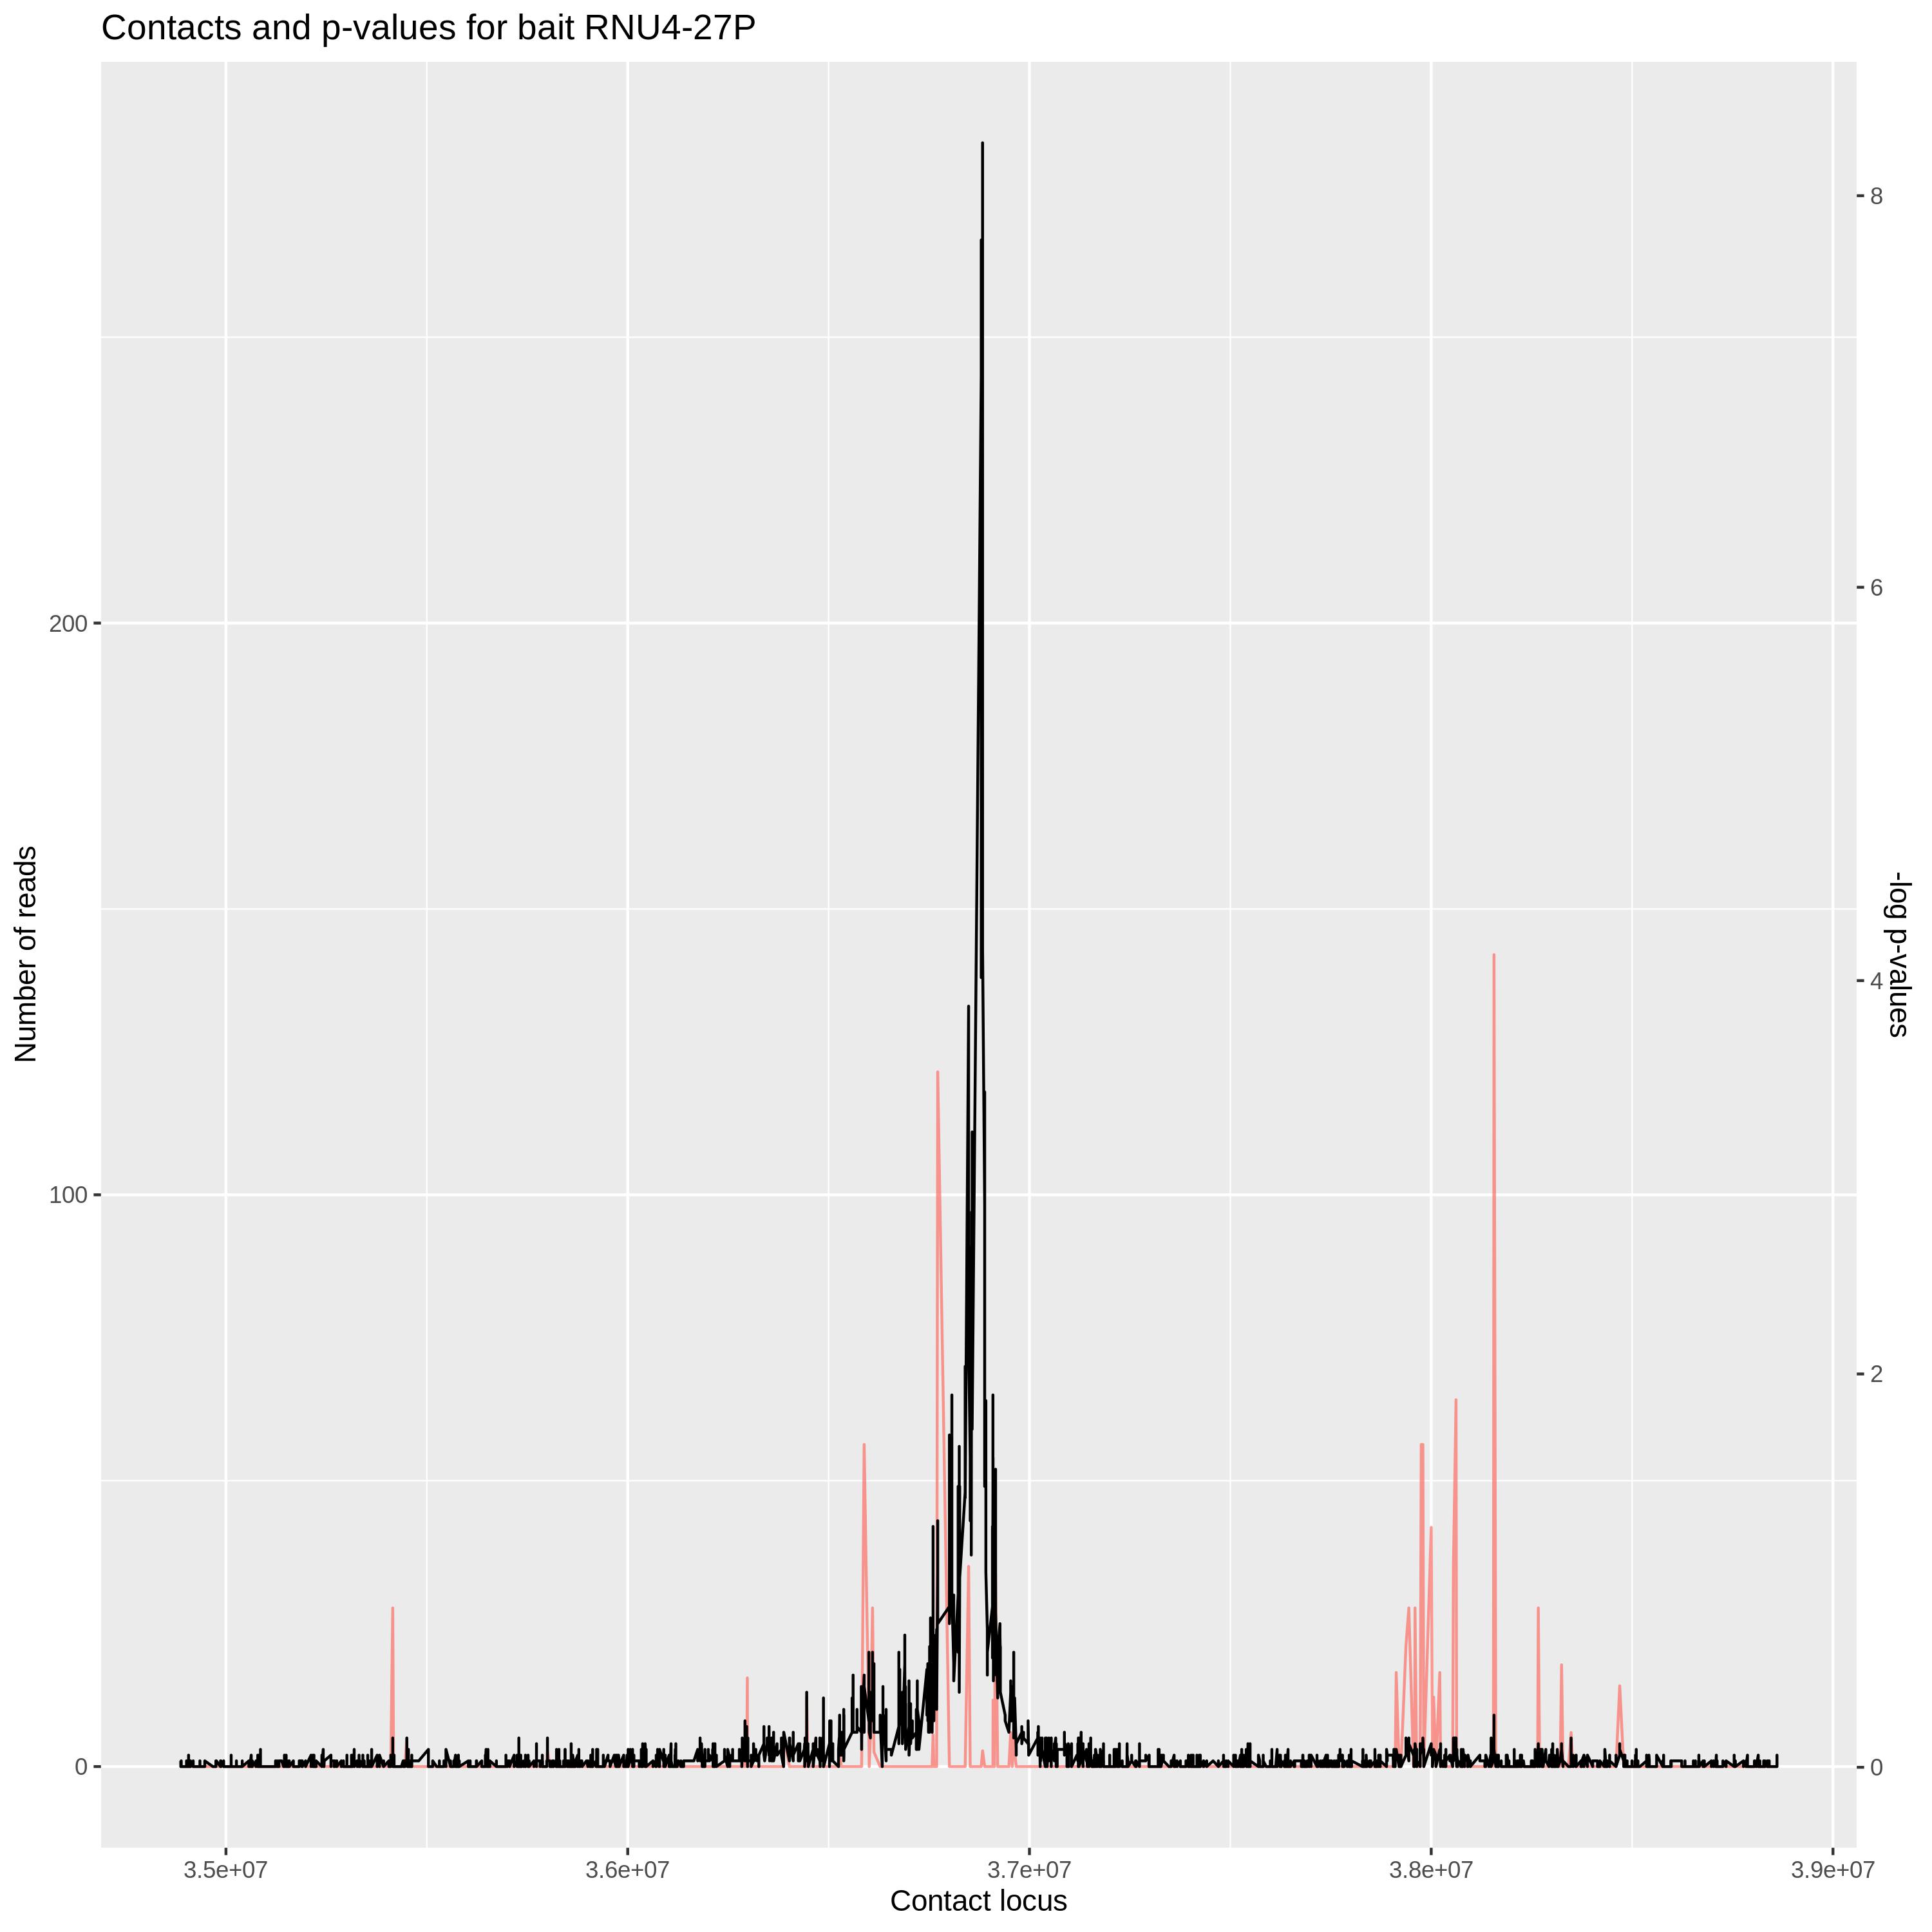 Contacts and p-values for bait RNU4-27P
Number of reads
200
100
0
8
6
4
2
0
-log p-values
3.5e+07
3.6e+07
3.7e+07
3.8e+07
3.9e+07
Contact locus